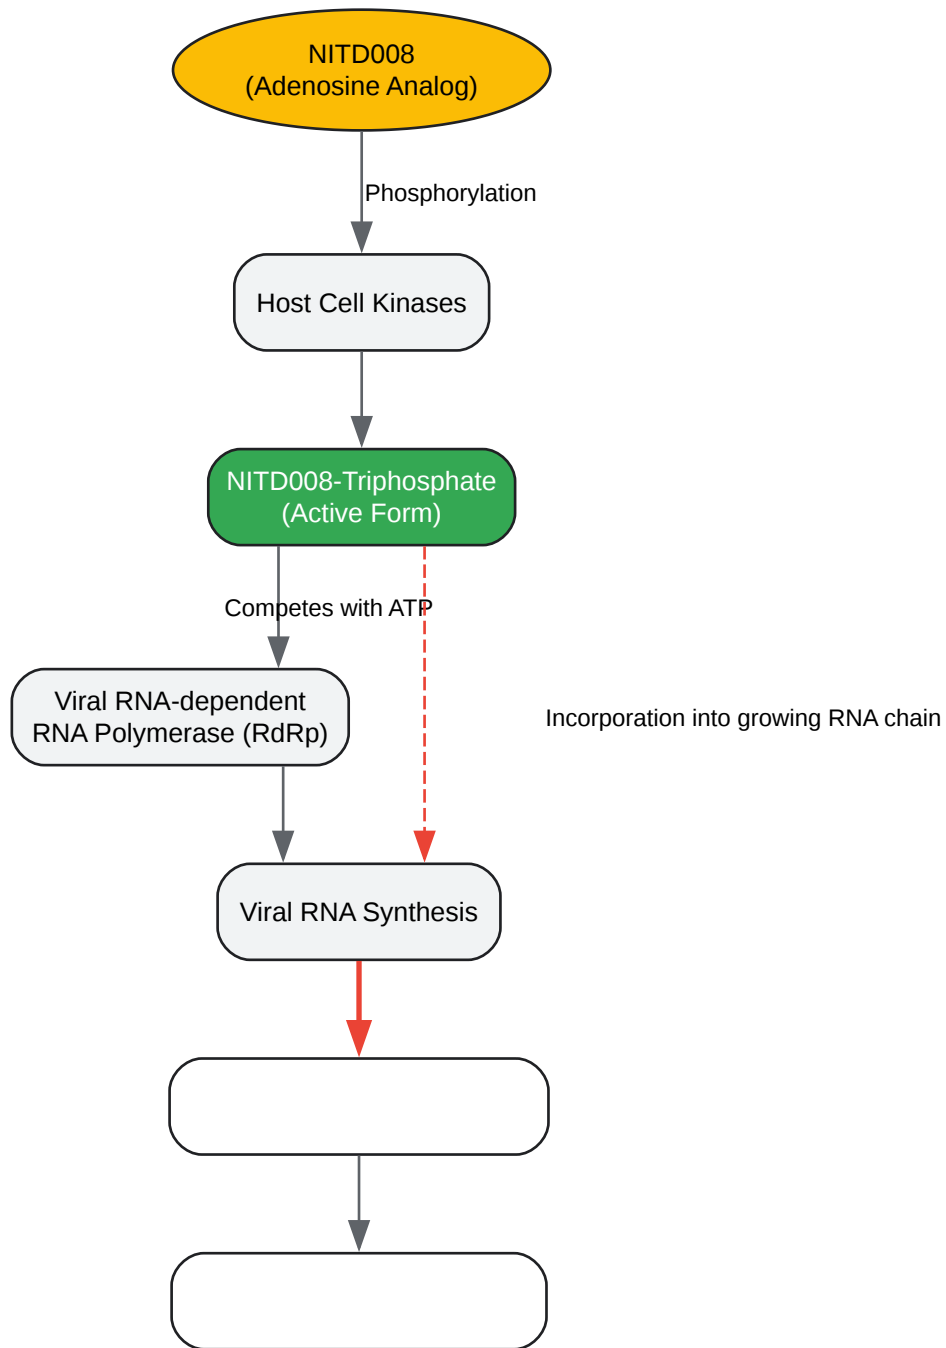 NITD008
(Adenosine Analog)
Phosphorylation
Host Cell Kinases
NITD008-Triphosphate
(Active Form)
Competes with ATP
Viral RNA-dependent
RNA Polymerase (RdRp)
Incorporation into growing RNA chain
Viral RNA Synthesis